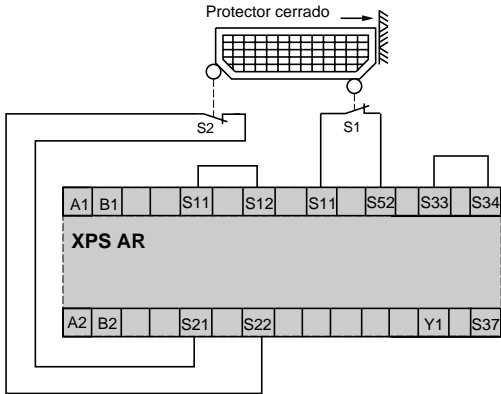 Protector cerrado
S2
S1
A1 B1 S11 S12 S11 S52 S33 S34
XPS AR
A2 B2 S21 S22 Y1 S37